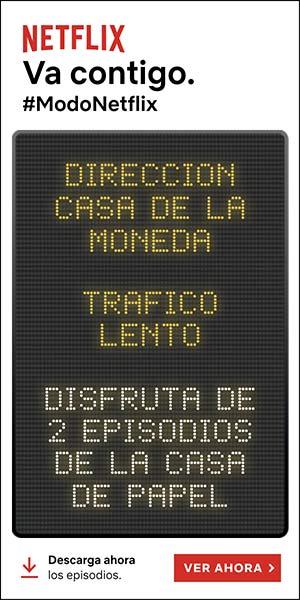 NETFLIX
Va contigo.
#ModoNetflix
DIRECCION
CASA DE LA
MONEDA
TRAFICO
LENTO
DISFRUTA DE
2 EPISODIOS
DE LA CASA
DE PAPEL
Descarga ahora
los episodios.
VER AHORA >